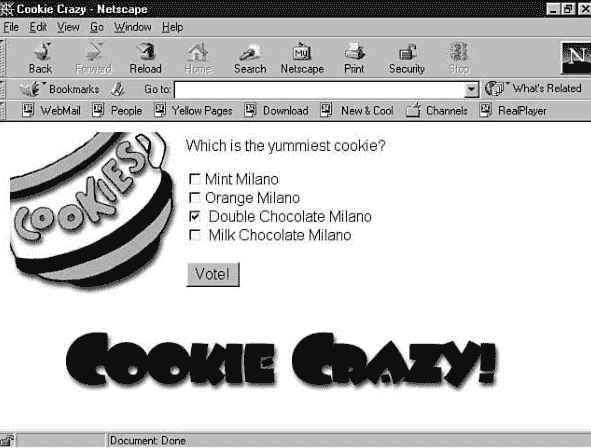 Cookie Crazy - Netscape
File Edit View Go Window Help
Back Forward Reload Home Search Netscape Print Security Stop
My
N
Bookmarks Go to: What's Related
WebMail People Yellow Pages Download New & Cool Channels RealPlayer
COOKIES
Which is the yummiest cookie?
Mint Milano
Orange Milano
Double Chocolate Milano
Milk Chocolate Milano
Vote!
COOKIE CRAZY!
Document: Done